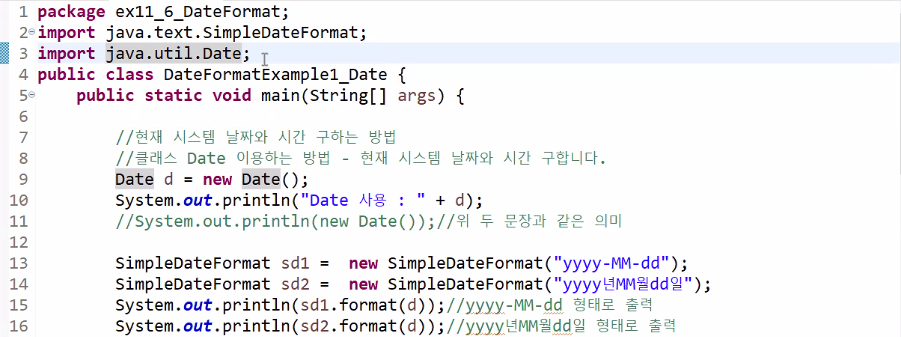 1 package ex11_6_DateFormat;
2 import java.text.SimpleDateFormat;
3 import java.util.Date;
4 public class DateFormatExample1_Date {
5 public static void main(String[] args) {
6
7 //현재 시스템 날짜와 시간 구하는 방법
8 //클래스 Date 이용하는 방법 - 현재 시스템 날짜와 시간 구합니다.
9 Date d = new Date();
10 System.out.println("Date 사용 : " + d);
11 //System.out.println(new Date());//위 두 문장과 같은 의미
12
13 SimpleDateFormat sd1 =  new SimpleDateFormat("yyyy-MM-dd");
14 SimpleDateFormat sd2 =  new SimpleDateFormat("yyyy년MM월dd일");
15 System.out.println(sd1.format(d));//yyyy-MM-dd 형태로 출력
16 System.out.println(sd2.format(d));//yyyy년MM월dd일 형태로 출력